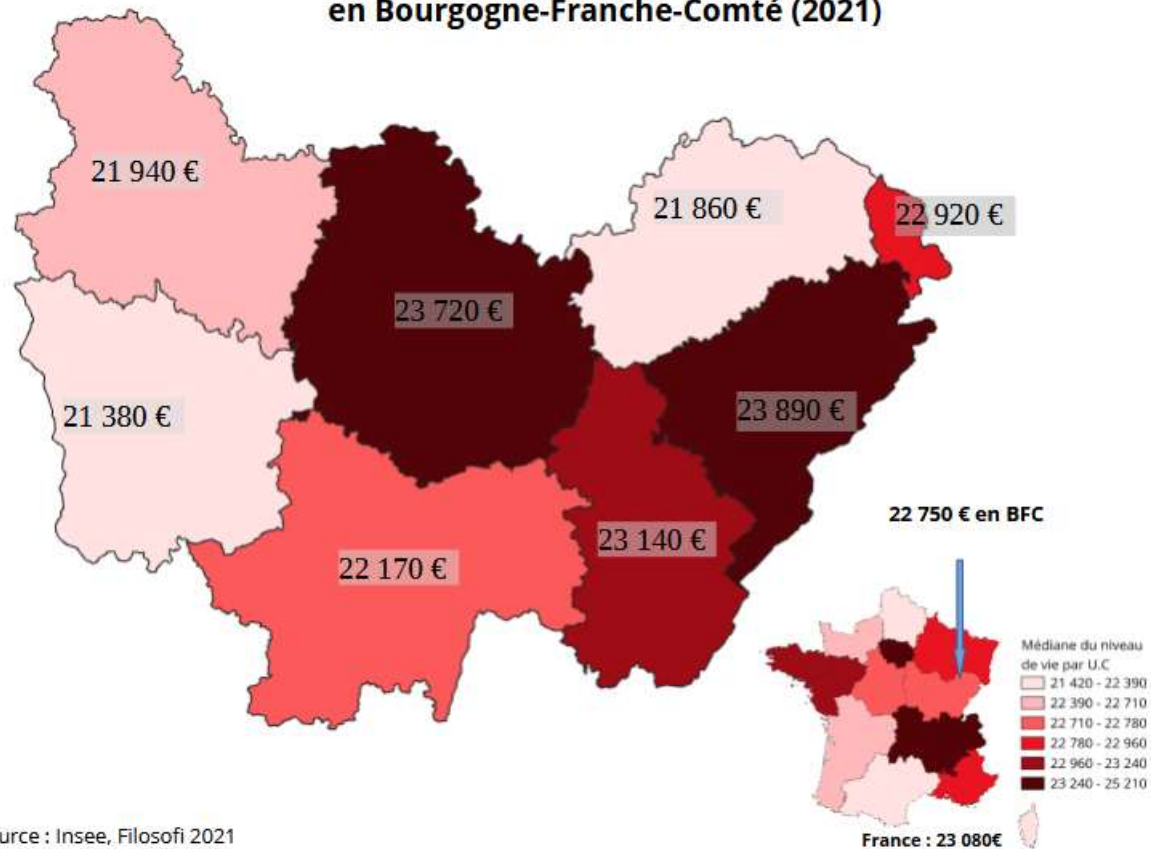 en Bourgogne-Franche-Comté (2021)
21 940 €
21 860 €
22 920 €
23 720 €
23 890 €
21 380 €
22 750 € en BFC
23 140 €
22 170 €
Médiane du niveau
de vie par U.C
21 420 - 22 390
22 390 - 22 710
22 710 - 22 780
22 780 - 22 960
22 960 - 23 240
23 240 - 25 210
urce : Insee, Filosofi 2021
France : 23 080€